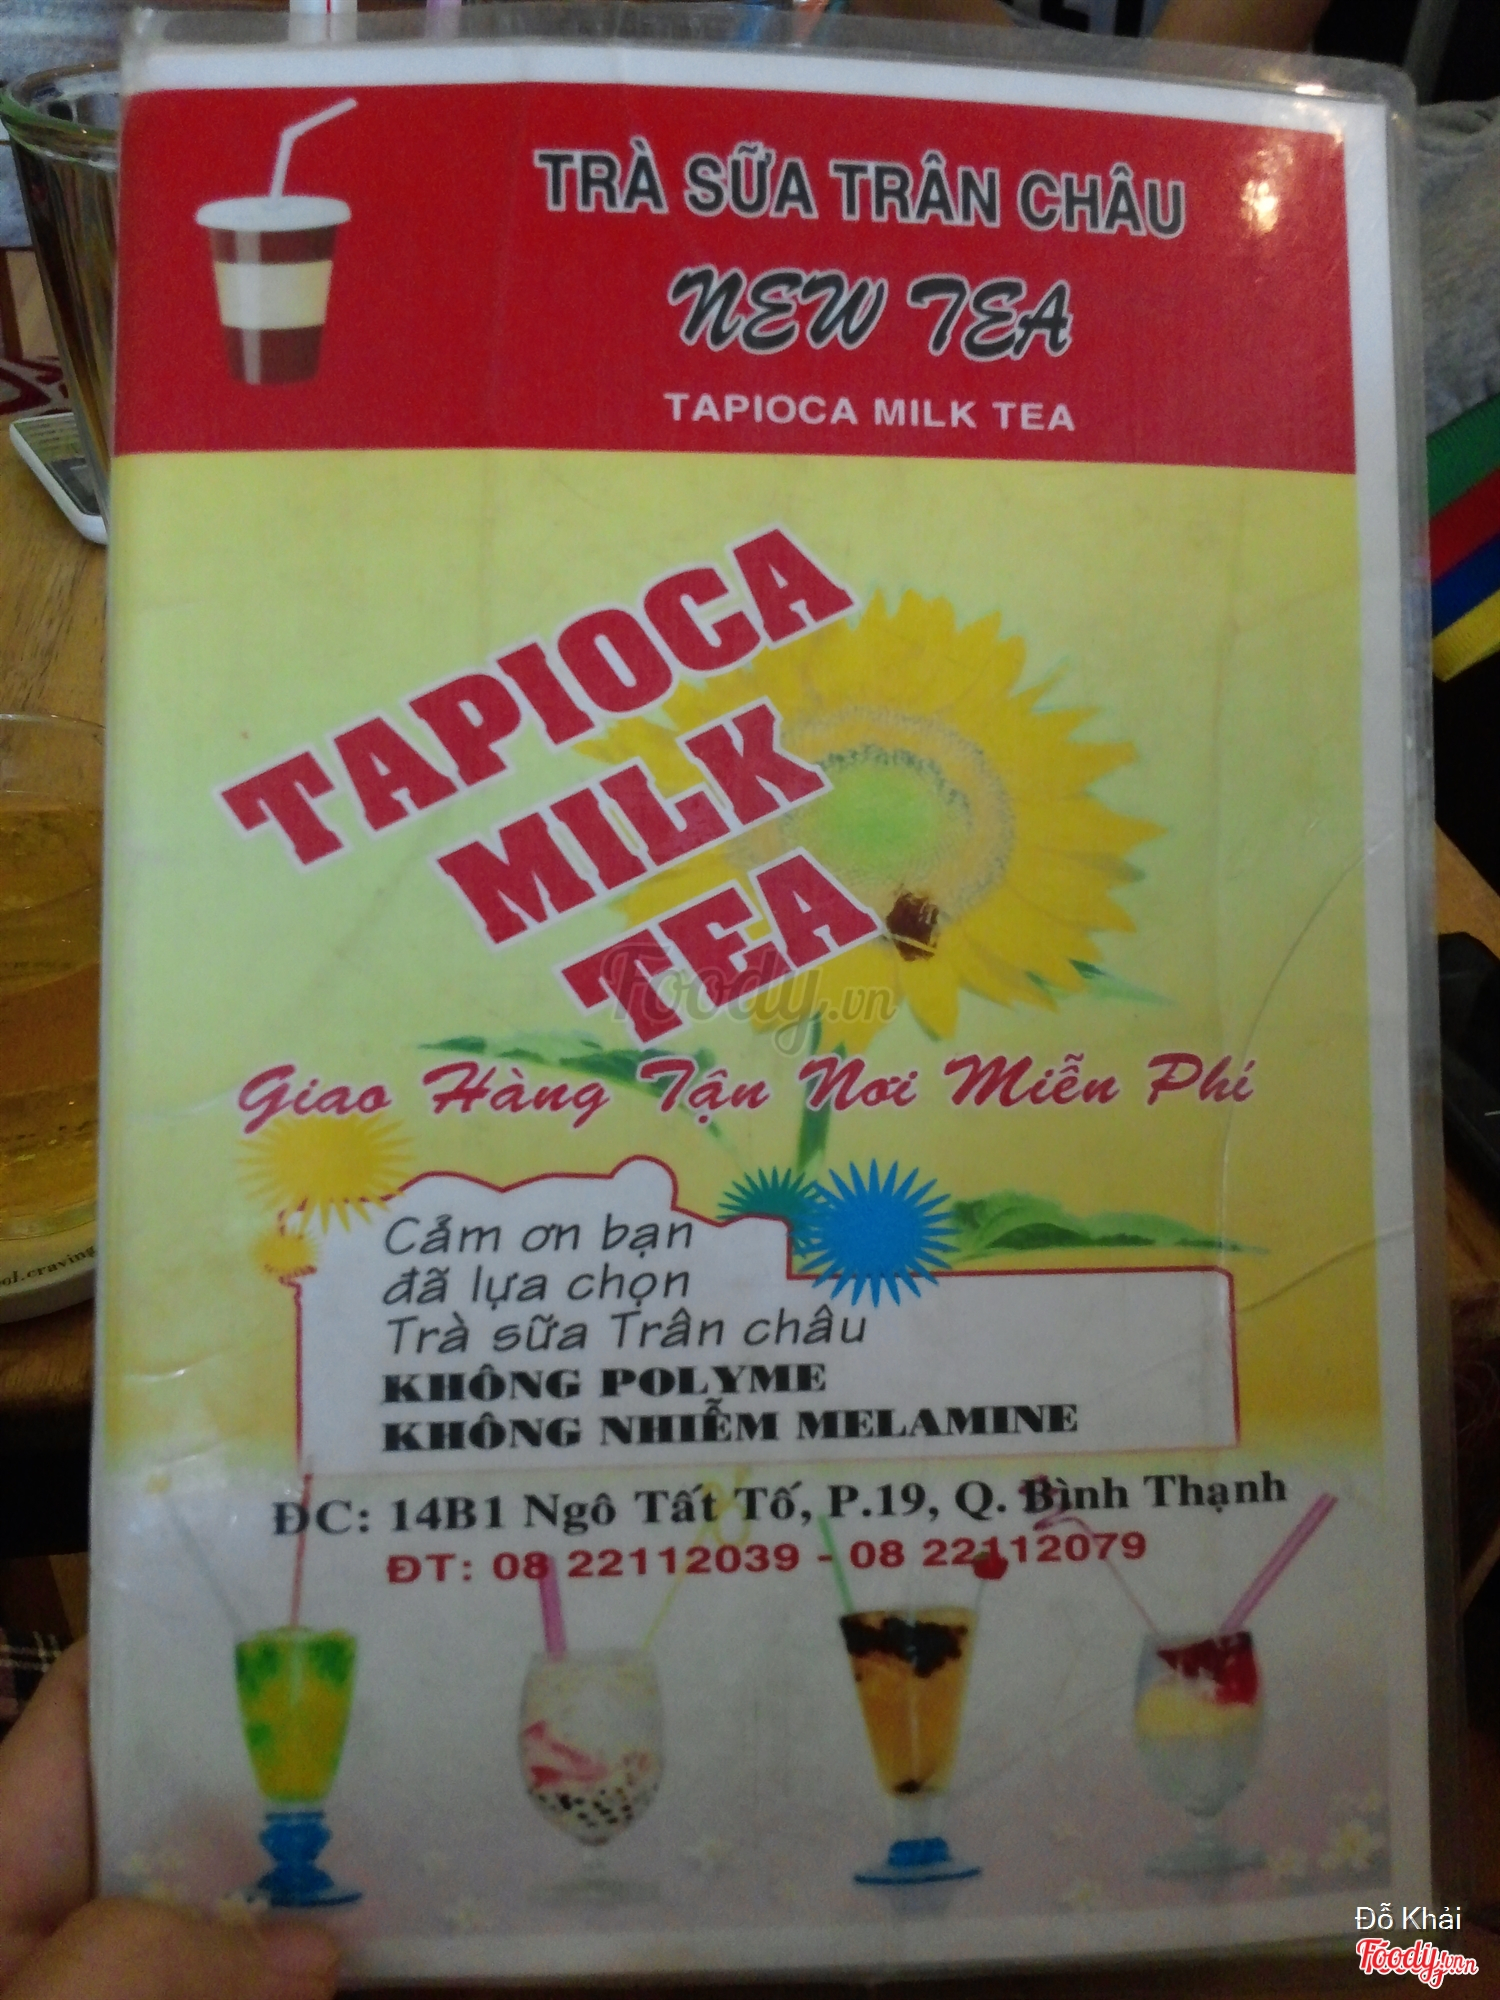 TRÀ SỮA TRÂN CHÂU
NEW TEA
TAPIOCA MILK TEA
TAPIOCA
MILK
TEA
Foody.vn
Giao Hàng Tận Nơi Miễn Phí
Cảm ơn bạn
đã lựa chọn
Trà sữa Trân châu
KHÔNG POLYME
KHÔNG NHIỄM MELAMINE
ĐC: 14B1 Ngô Tất Tố, P.19, Q. Bình Thạnh
ĐT: 08 22112039 - 08 22112079
Đỗ Khải
Foody.vn